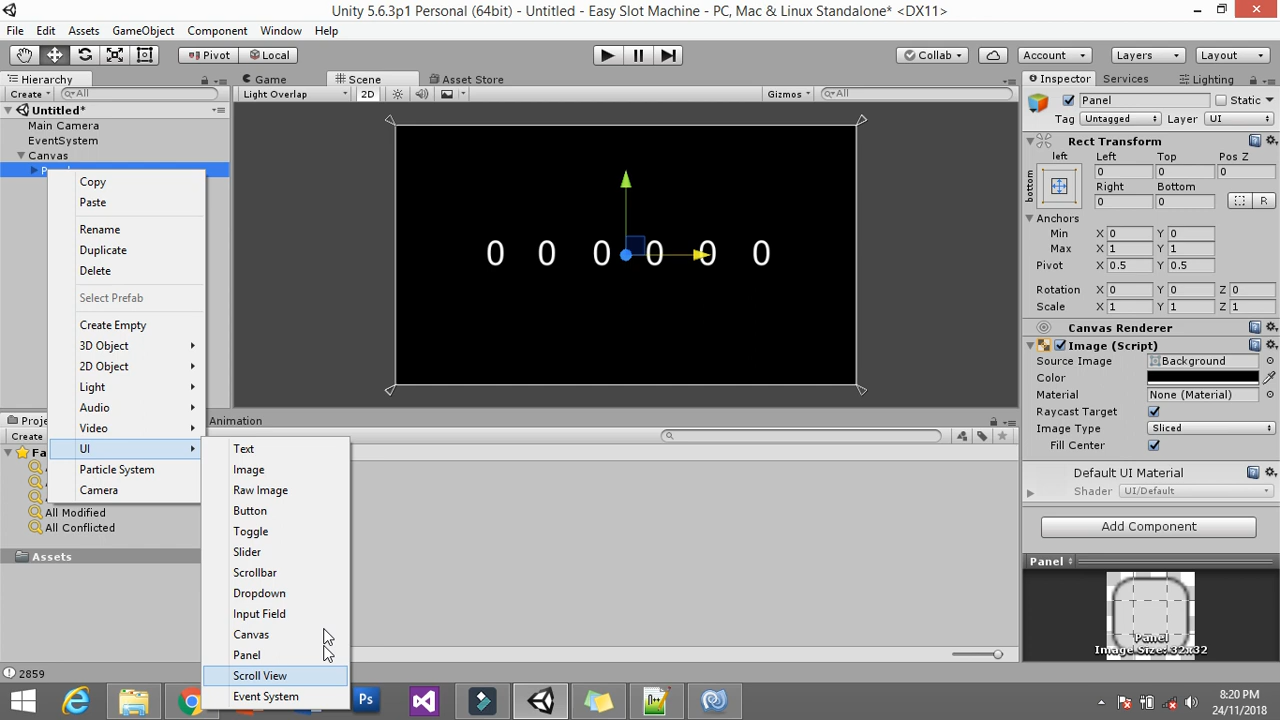 Unity 5.6.3p1 Personal (64bit) - Untitled - Easy Slot Machine - PC, Mac & Linux Standalone* <DX11>
File Edit Assets GameObject Component Window Help
Pivot Local Collab Account Layers Layout
Hierarchy Game Scene Asset Store Inspector Services Lighting
Create All Light Overlap 2D Gizmos All Panel Static
Untitled*
Tag Untagged Layer UI
Main Camera
EventSystem
Canvas
Rect Transform
left
bottom
Left Top Pos Z
0 0 0
Right Bottom
0 0 R
Anchors
Min X 0 Y 0
Max X 1 Y 1
Pivot X 0.5 Y 0.5
Rotation X 0 Y 0 Z 0
Scale X 1 Y 1 Z 1
Canvas Renderer
Image (Script)
Source Image Background
Color
Material None (Material)
Raycast Target
Image Type Sliced
Fill Center
Default UI Material
Shader UI/Default
Add Component
Panel
Panel
Image Size: 32x32
0 0 0 0 0 0
Copy
Paste
Rename
Duplicate
Delete
Select Prefab
Create Empty
3D Object
2D Object
Light
Audio
Video
UI
Particle System
Camera
Text
Image
Raw Image
Button
Toggle
Slider
Scrollbar
Dropdown
Input Field
Canvas
Panel
Scroll View
Event System
Animation
Create
All Modified
All Conflicted
Assets
2859
Ps
8:20 PM
24/11/2018